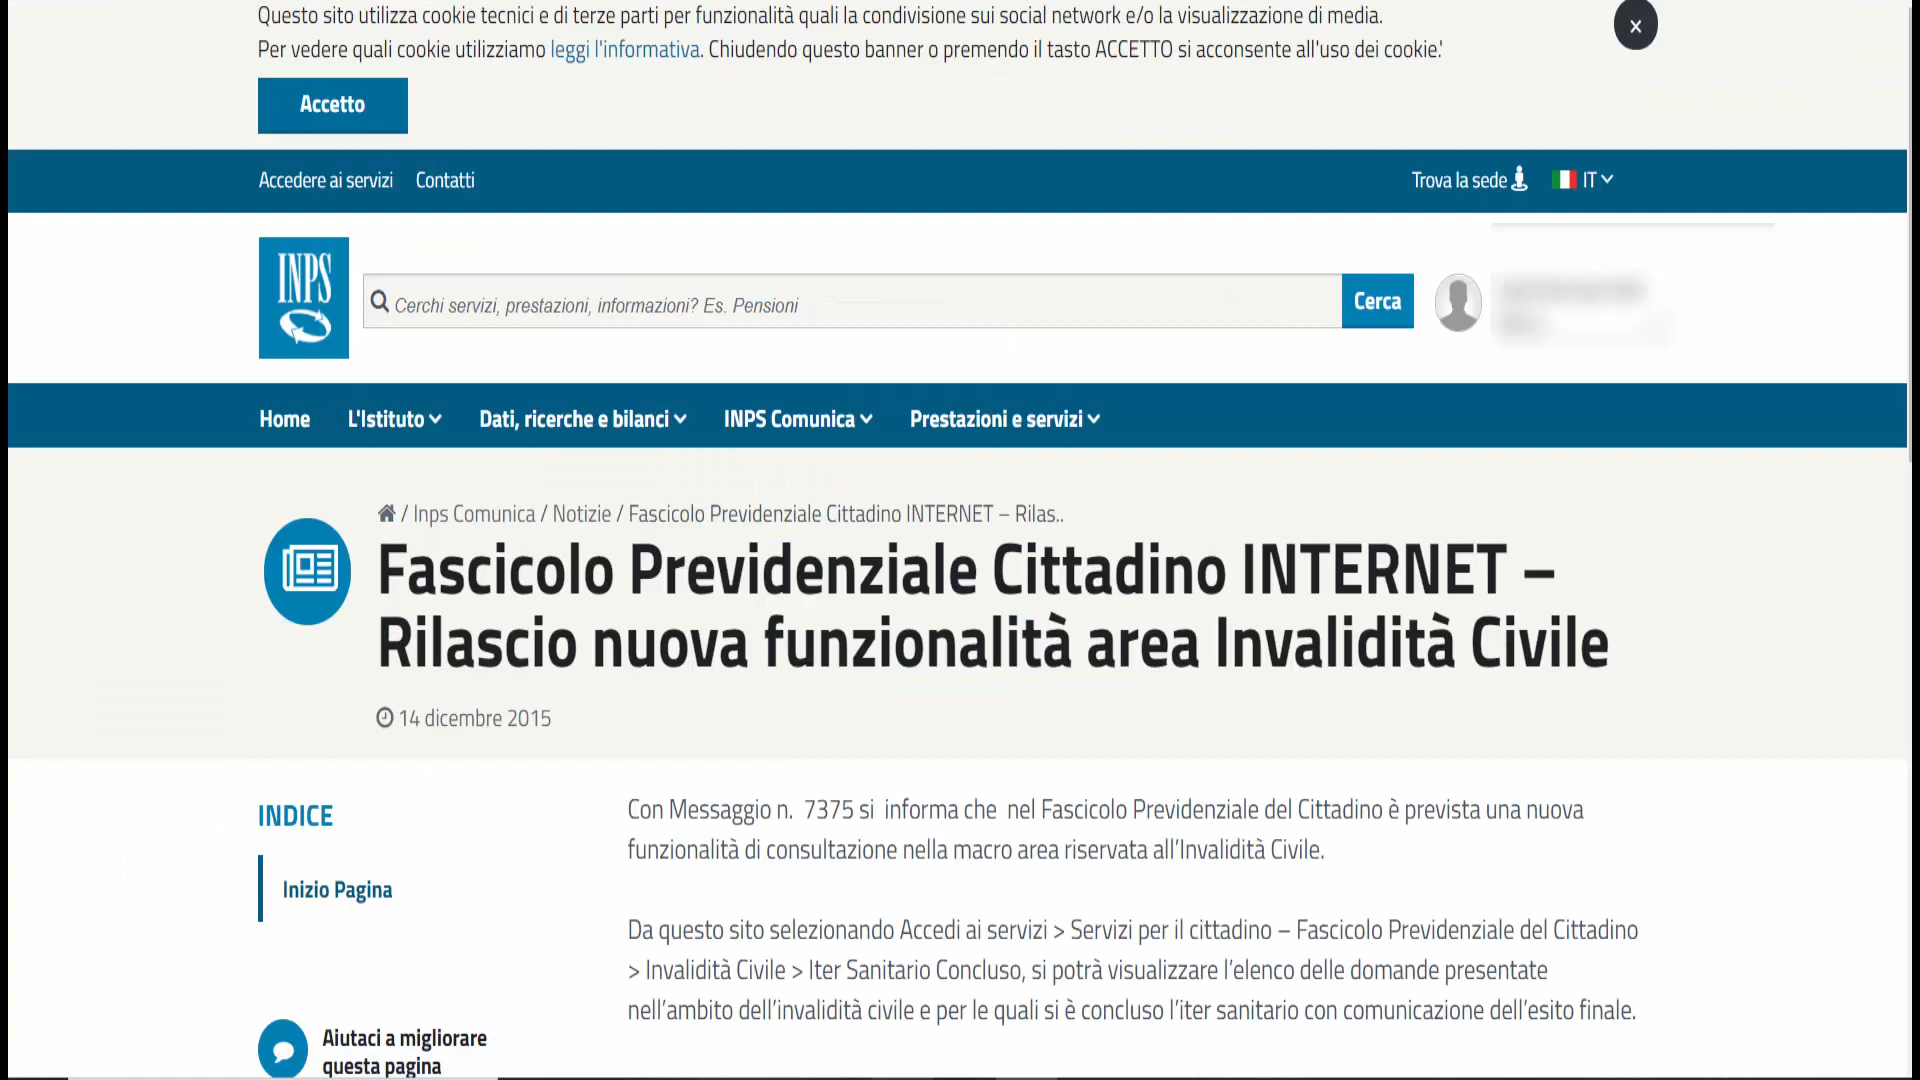 Questo sito utilizza cookie tecnici e di terze parti per funzionalità quali la condivisione sui social network e/o la visualizzazione di media.
Per vedere quali cookie utilizziamo leggi l'informativa. Chiudendo questo banner o premendo il tasto ACCETTO si acconsente all'uso dei cookie.'
x
Accetto
Accedere ai servizi Contatti Trova la sede IT
INPS
Cerchi servizi, prestazioni, informazioni? Es. Pensioni Cerca
Home L'Istituto Dati, ricerche e bilanci INPS Comunica Prestazioni e servizi
/ Inps Comunica / Notizie / Fascicolo Previdenziale Cittadino INTERNET – Rilas..
Fascicolo Previdenziale Cittadino INTERNET –
Rilascio nuova funzionalità area Invalidità Civile
14 dicembre 2015
INDICE
Inizio Pagina
Con Messaggio n. 7375 si informa che nel Fascicolo Previdenziale del Cittadino è prevista una nuova
funzionalità di consultazione nella macro area riservata all’Invalidità Civile.
Da questo sito selezionando Accedi ai servizi > Servizi per il cittadino – Fascicolo Previdenziale del Cittadino
> Invalidità Civile > Iter Sanitario Concluso, si potrà visualizzare l’elenco delle domande presentate
nell’ambito dell’invalidità civile e per le quali si è concluso l’iter sanitario con comunicazione dell’esito finale.
Aiutaci a migliorare
questa pagina